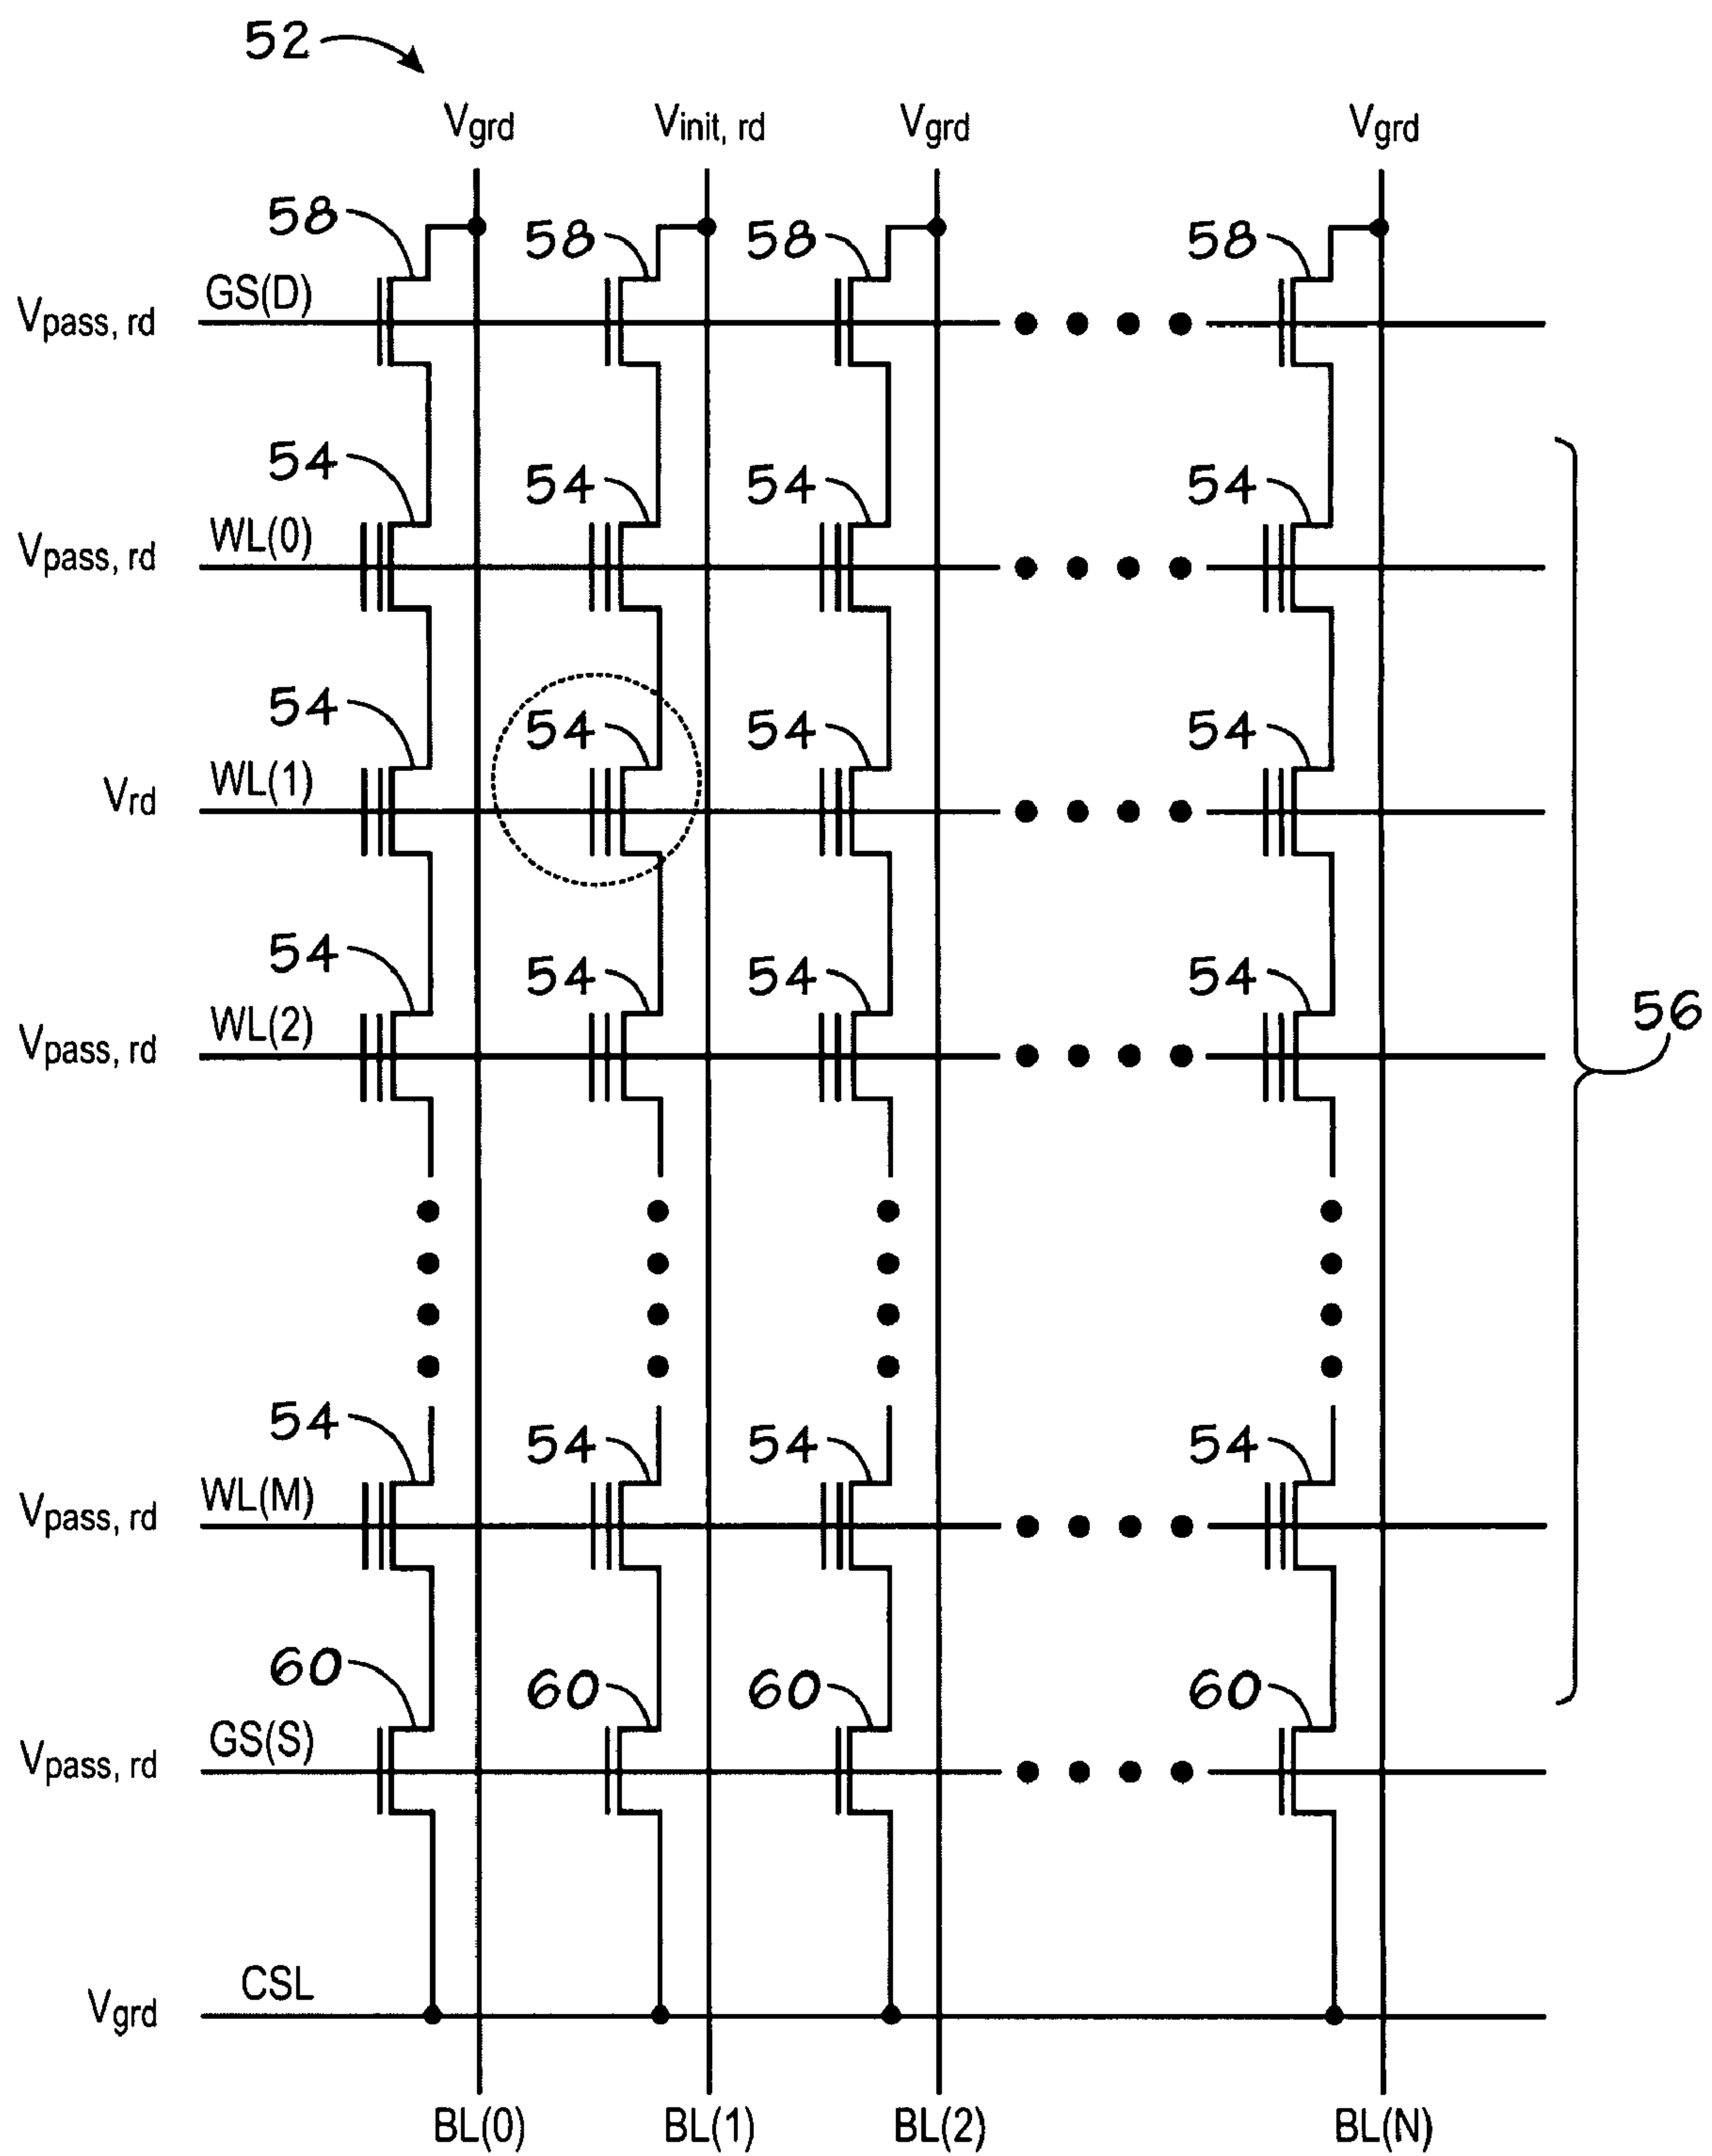 52
Vgrd Vinit, rd Vgrd Vgrd
58 58 58 58
Vpass, rd GS(D)
54 54 54 54
Vpass, rd WL(0)
54 54 54 54
Vrd WL(1)
54 54 54 54
Vpass, rd WL(2)
56
54 54 54 54
Vpass, rd WL(M)
60 60 60 60
Vpass, rd GS(S)
Vgrd CSL
BL(0) BL(1) BL(2) BL(N)